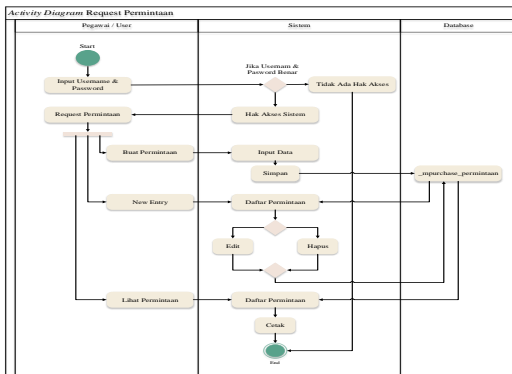 Activity Diagram Request Permintaan
Pegawai / User
Sistem
Database
Start
Input Username &
Password
Jika Usernam &
Pasword Benar
Tidak Ada Hak Akses
Request Permintaan
Hak Akses Sistem
Buat Permintaan
Input Data
Simpan
_mpurchase_permintaan
New Entry
Daftar Permintaan
Edit
Hapus
Lihat Permintaan
Daftar Permintaan
Cetak
End